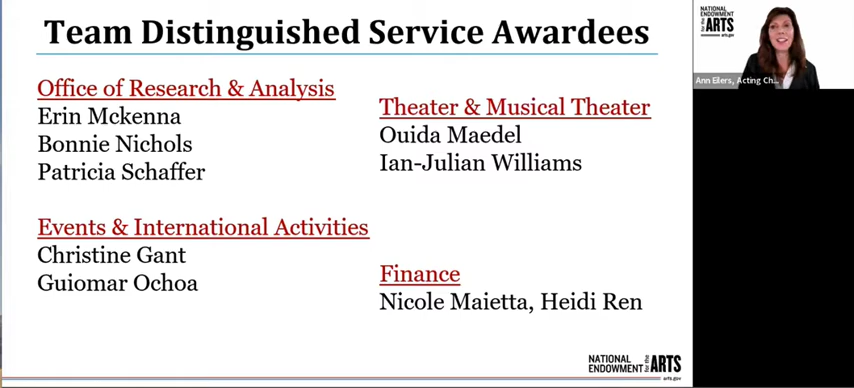 Team Distinguished Service Awardees
Office of Research & Analysis
Erin Mckenna
Bonnie Nichols
Patricia Schaffer
Events & International Activities
Christine Gant
Guiomar Ochoa
Theater & Musical Theater
Ouida Maedel
Ian-Julian Williams
Finance
Nicole Maietta, Heidi Ren
NATIONAL
ENDOWMENT for the ARTS
arts.gov
NATIONAL
ENDOWMENT
for the ARTS
arts.gov
Ann Eilers, Acting Ch...